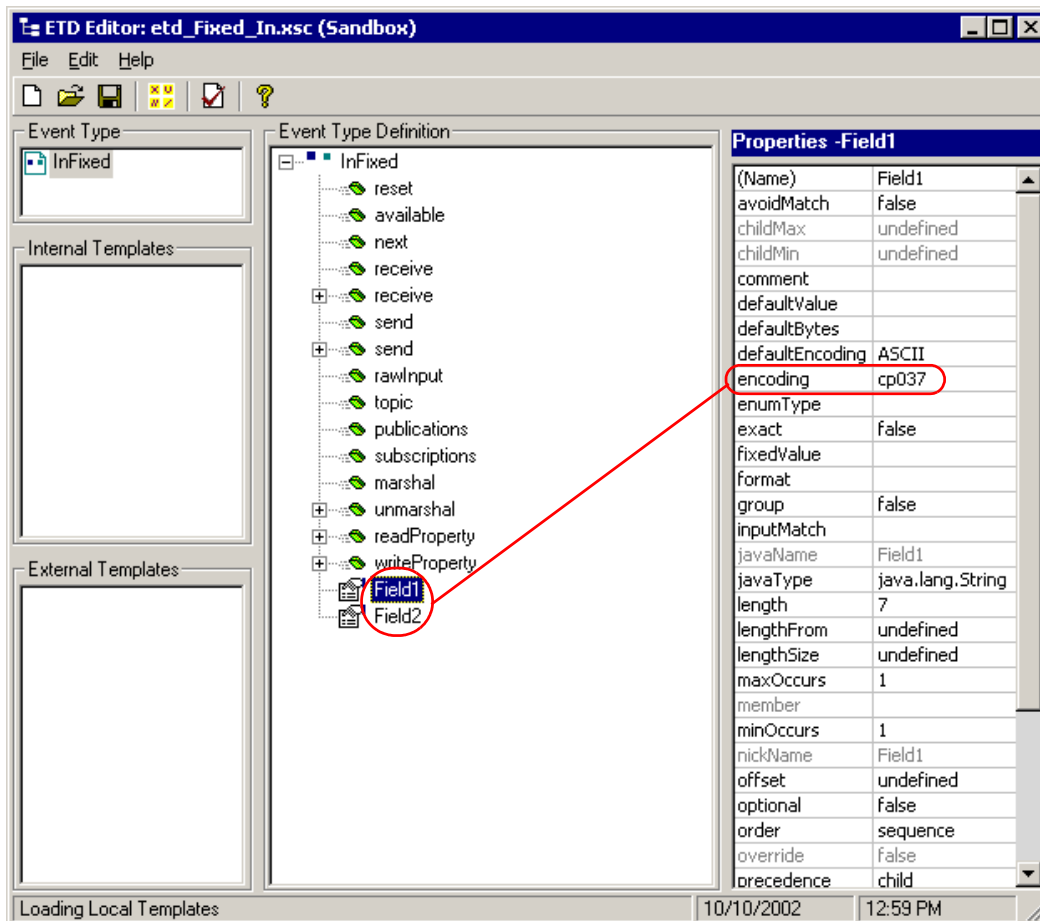 ETD Editor: etd_Fixed_In.xsc (Sandbox)
File Edit Help
Event Type
InFixed
Internal Templates
External Templates
Event Type Definition
InFixed
reset
available
next
receive
receive
send
send
rawInput
topic
publications
subscriptions
marshal
unmarshal
readProperty
writeProperty
Field1
Field2
Properties -Field1
(Name) Field1
avoidMatch false
childMax undefined
childMin undefined
comment
defaultValue
defaultBytes
defaultEncoding ASCII
encoding cp037
enumType
exact false
fixedValue
format
group false
inputMatch
javaName Field1
javaType java.lang.String
length 7
lengthFrom undefined
lengthSize undefined
maxOccurs 1
member
minOccurs 1
nickName Field1
offset undefined
optional false
order sequence
override false
precedence child
Loading Local Templates 10/10/2002 12:59 PM